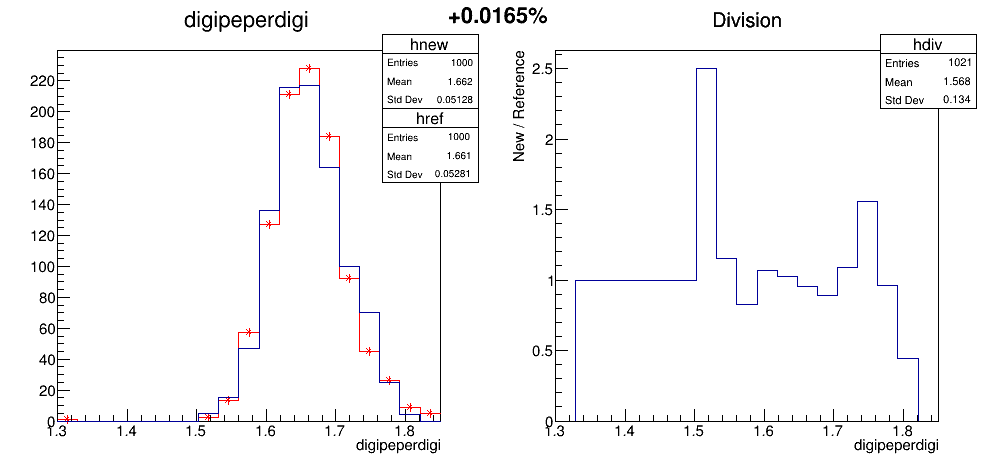 +0.0165%
digipeperdigi
hnew
Entries 1000
Mean 1.662
Std Dev 0.05128
href
Entries 1000
Mean 1.661
Std Dev 0.05281
220
200
180
160
140
120
100
80
60
40
20
0
1.3 1.4 1.5 1.6 1.7 1.8
digipeperdigi
Division
hdiv
Entries 1021
Mean 1.568
Std Dev 0.134
New / Reference
2.5
2
1.5
1
0.5
0
1.3 1.4 1.5 1.6 1.7 1.8
digipeperdigi